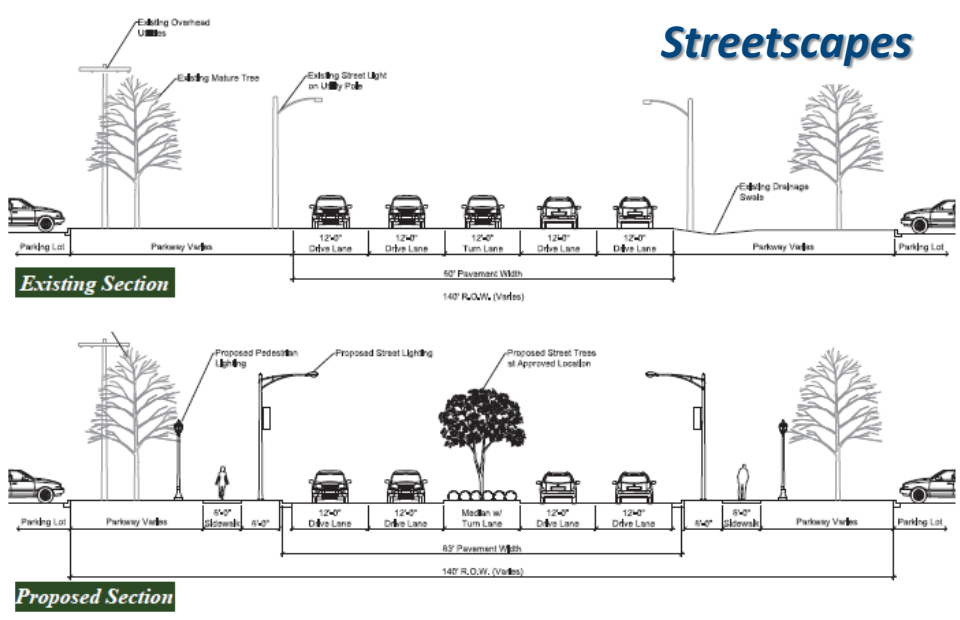 Streetscapes
Existing Overhead
Utilities
Existing Mature Tree
Existing Street Light
on Utility Pole
Existing Drainage
Swale
Parking Lot
Parkway Varies
12'-0"
Drive Lane
12'-0"
Drive Lane
12'-0"
Turn Lane
12'-0"
Drive Lane
12'-0"
Drive Lane
Parkway Varies
Parking Lot
60' Pavement Width
140' R.O.W. (Varies)
Existing Section
Proposed Pedestrian
Lighting
Proposed Street Lighting
Proposed Street Trees
at Approved Location
Parking Lot
Parkway Varies
6'-0"
Sidewalk
6'-0"
12'-0"
Drive Lane
12'-0"
Drive Lane
Median w/
Turn Lane
12'-0"
Drive Lane
12'-0"
Drive Lane
6'-0"
6'-0"
Sidewalk
Parkway Varies
Parking Lot
63' Pavement Width
140' R.O.W. (Varies)
Proposed Section